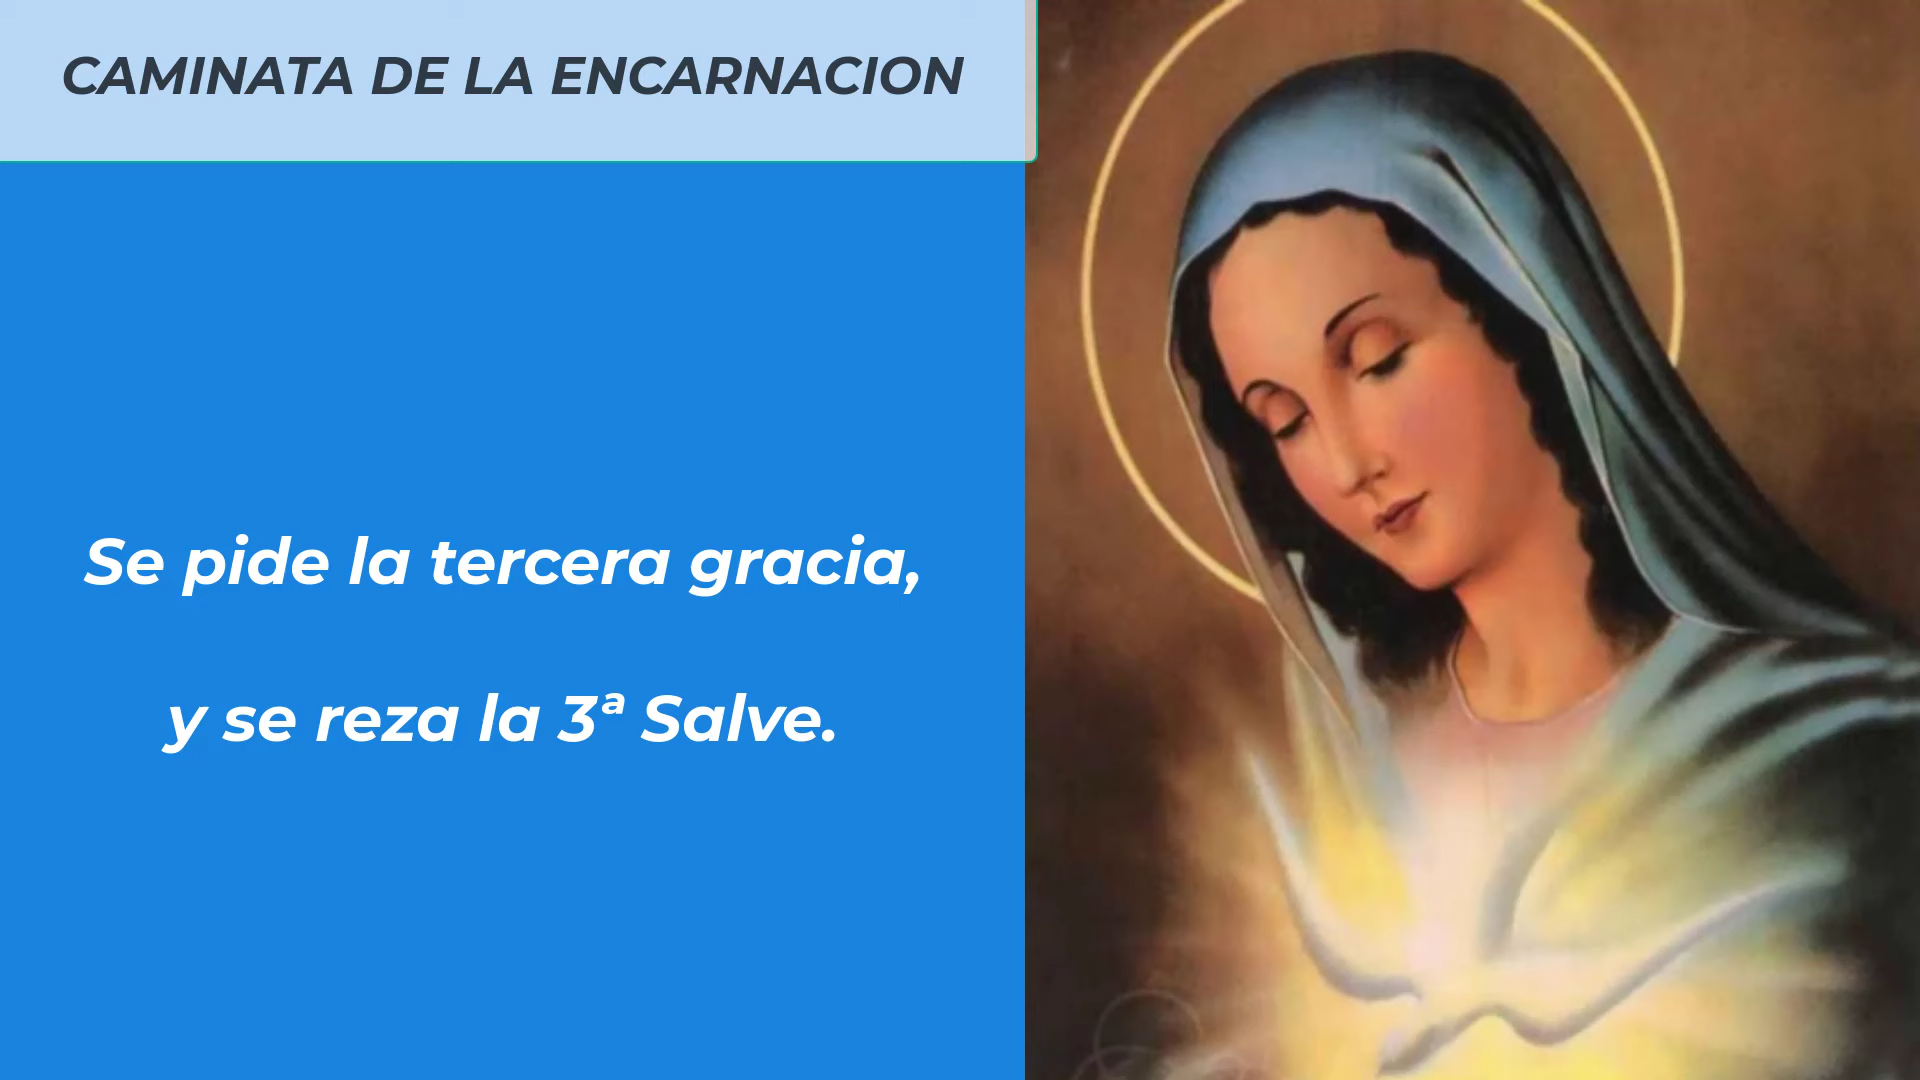 CAMINATA DE LA ENCARNACION
Se pide la tercera gracia,
y se reza la 3ª Salve.